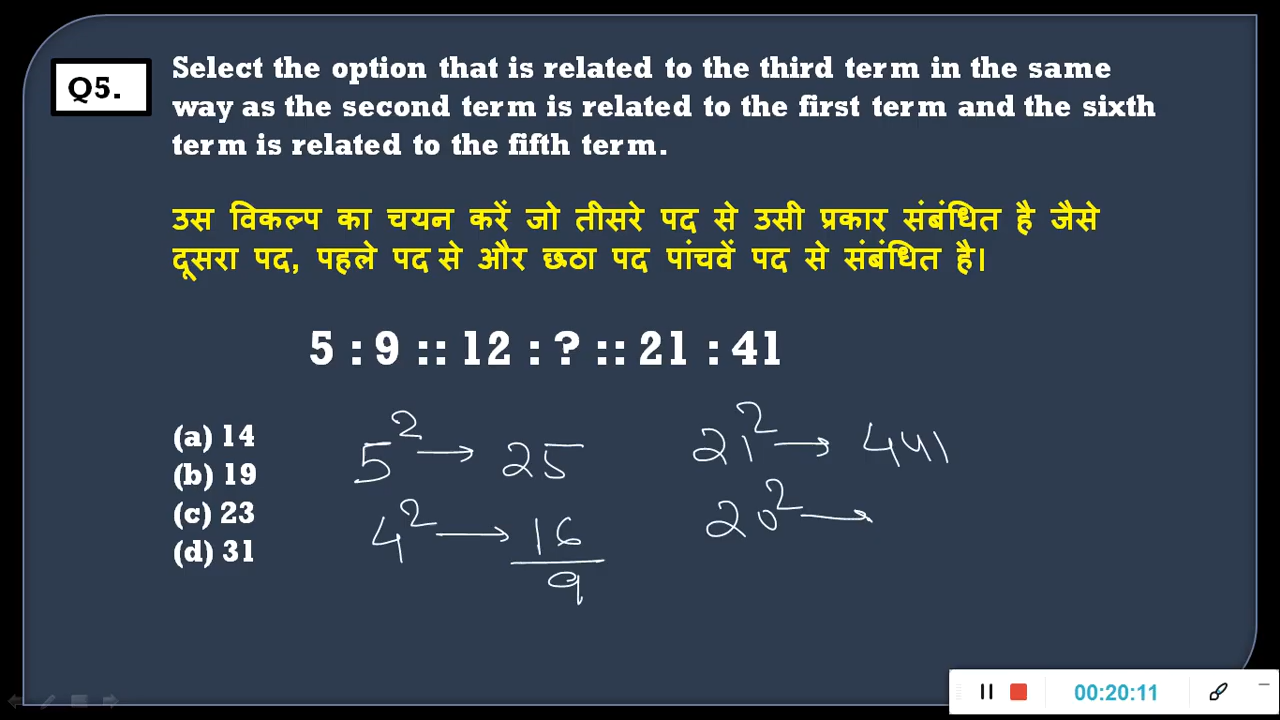 Q5.
Select the option that is related to the third term in the same
way as the second term is related to the first term and the sixth
term is related to the fifth term.
उस विकल्प का चयन करें जो तीसरे पद से उसी प्रकार संबंधित है जैसे
दूसरा पद, पहले पद से और छठा पद पांचवें पद से संबंधित है।
5 : 9 :: 12 : ? :: 21 : 41
(a) 14
(b) 19
(c) 23
(d) 31
5² → 25
4² → 16
9
21² → 441
20² →
00:20:11